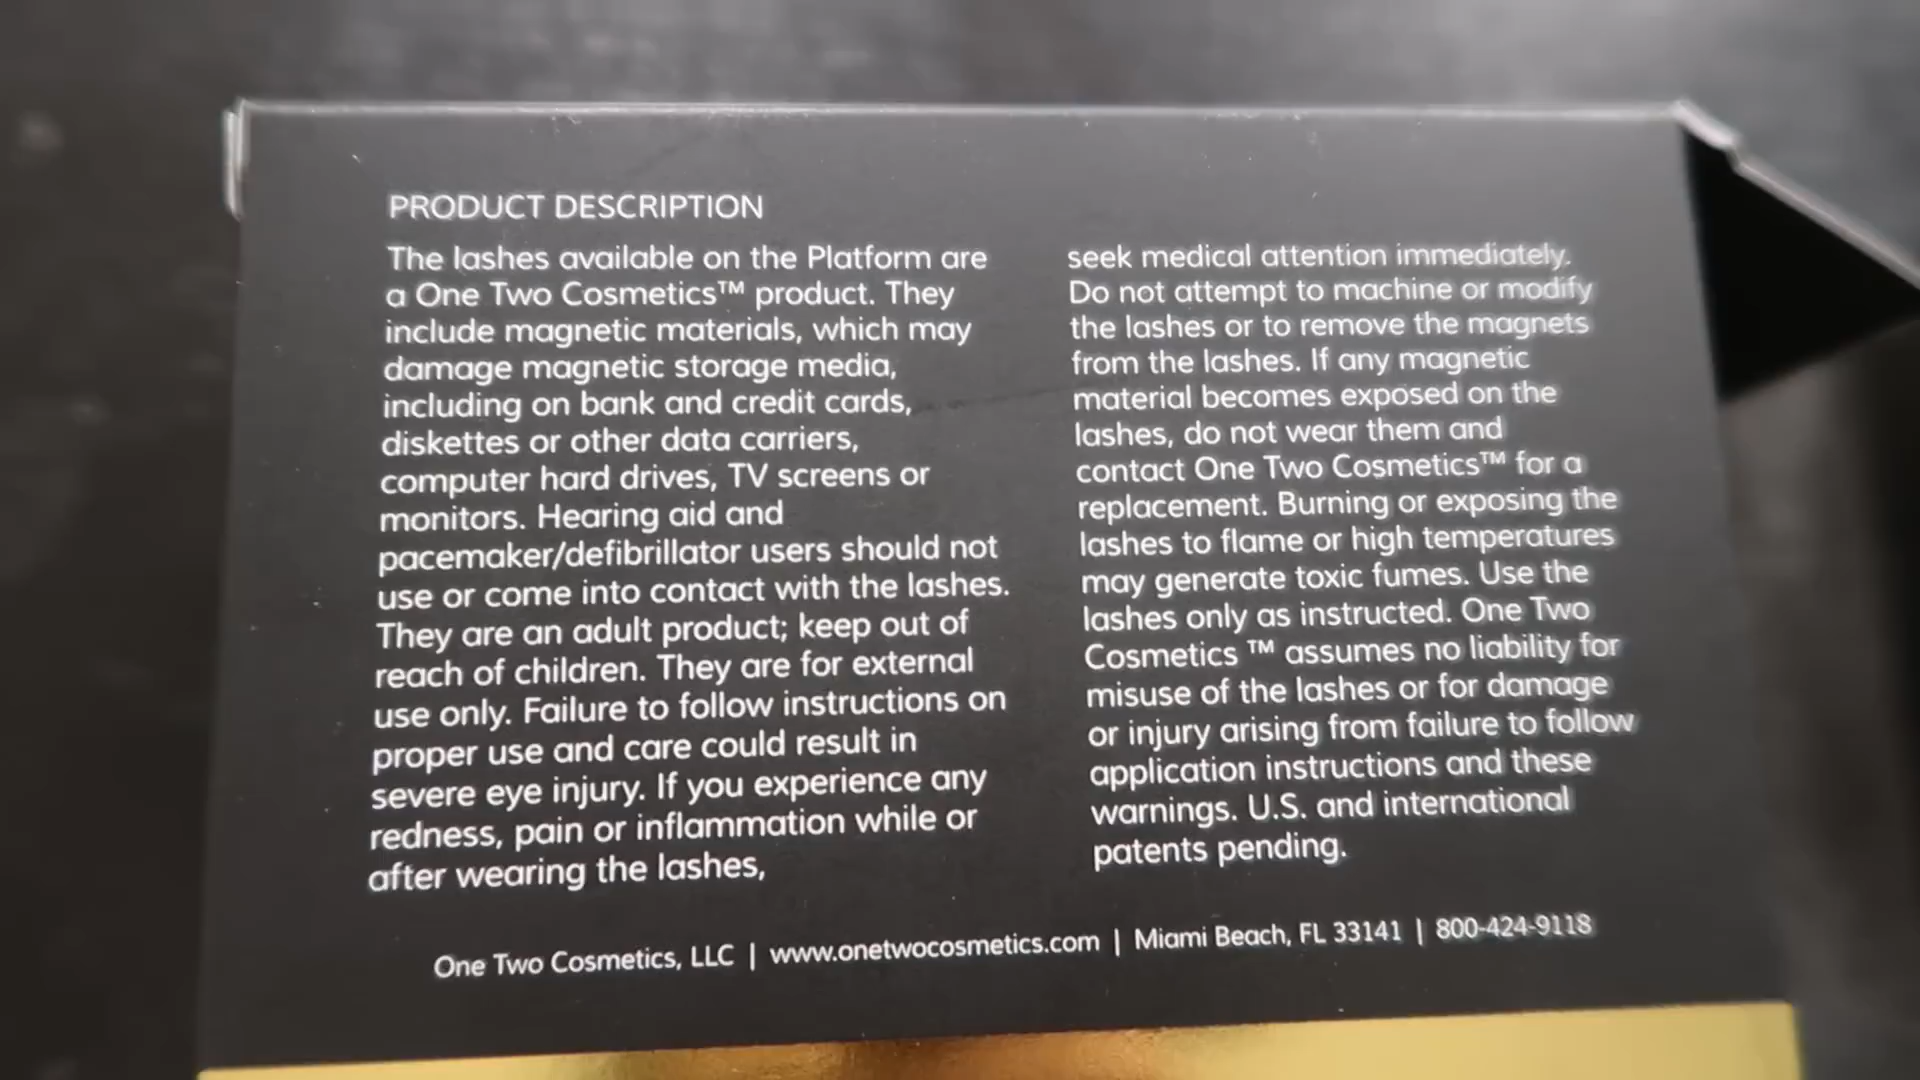 PRODUCT DESCRIPTION
The lashes available on the Platform are
a One Two Cosmetics™ product. They
include magnetic materials, which may
damage magnetic storage media,
including on bank and credit cards,
diskettes or other data carriers,
computer hard drives, TV screens or
monitors. Hearing aid and
pacemaker/defibrillator users should not
use or come into contact with the lashes.
They are an adult product; keep out of
reach of children. They are for external
use only. Failure to follow instructions on
proper use and care could result in
severe eye injury. If you experience any
redness, pain or inflammation while or
after wearing the lashes,
seek medical attention immediately.
Do not attempt to machine or modify
the lashes or to remove the magnets
from the lashes. If any magnetic
material becomes exposed on the
lashes, do not wear them and
contact One Two Cosmetics™ for a
replacement. Burning or exposing the
lashes to flame or high temperatures
may generate toxic fumes. Use the
lashes only as instructed. One Two
Cosmetics ™ assumes no liability for
misuse of the lashes or for damage
or injury arising from failure to follow
application instructions and these
warnings. U.S. and international
patents pending.
One Two Cosmetics, LLC | www.onetwocosmetics.com | Miami Beach, FL 33141 | 800-424-9118